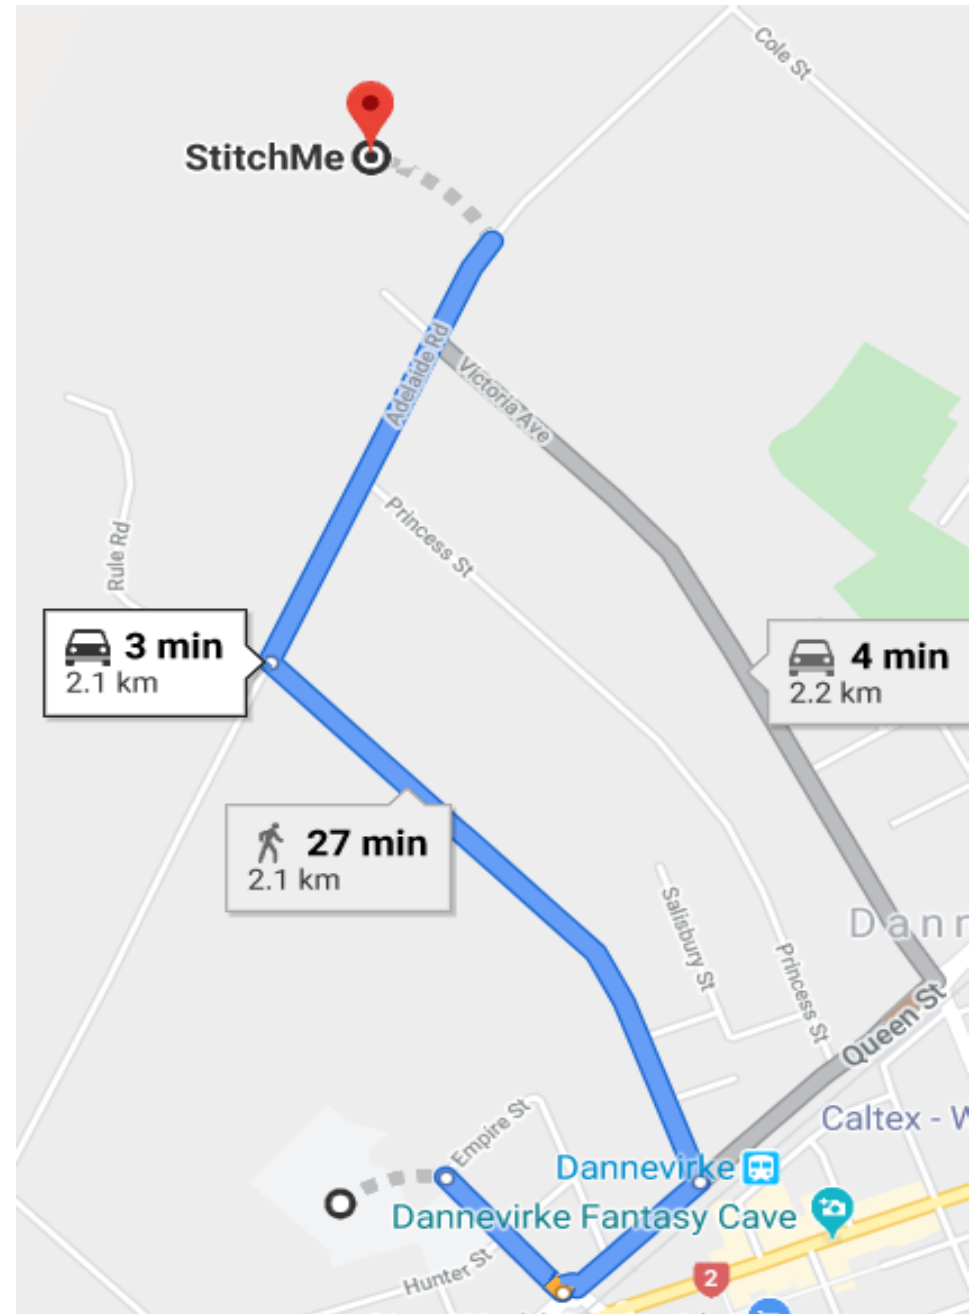 Cole St
StitchMe
Adelaide Rd
Victoria Ave
Princess St
Rule Rd
3 min
2.1 km
4 min
2.2 km
27 min
2.1 km
Salisbury St
Dann
Princess St
Queen St
Caltex - W
Empire St
Dannevirke
Dannevirke Fantasy Cave
Hunter St
2